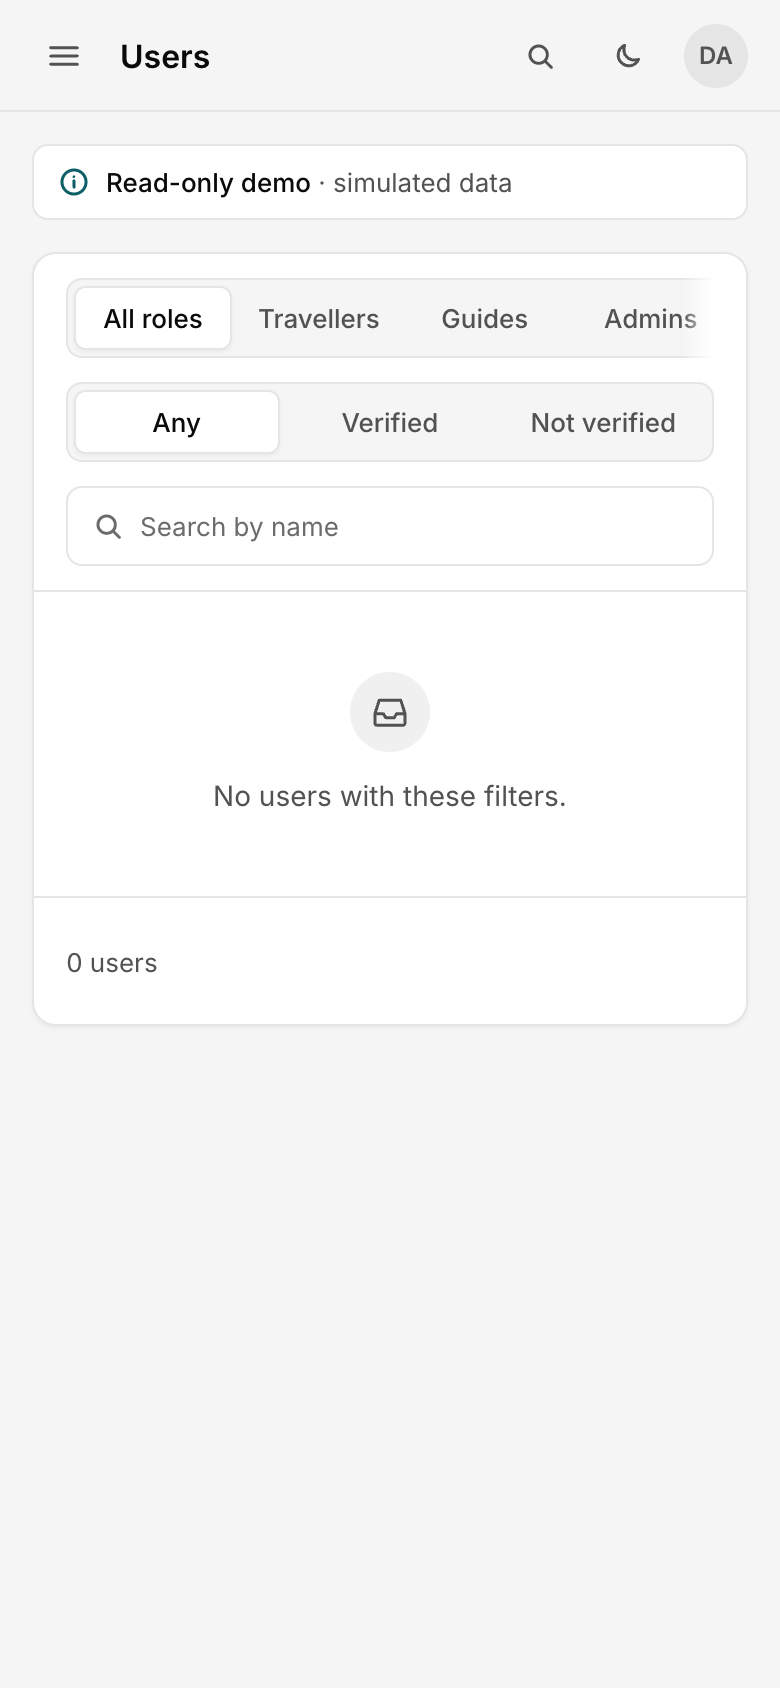 Users
DA
Read-only demo · simulated data
All roles Travellers Guides Admins
Any Verified Not verified
Search by name
No users with these filters.
0 users